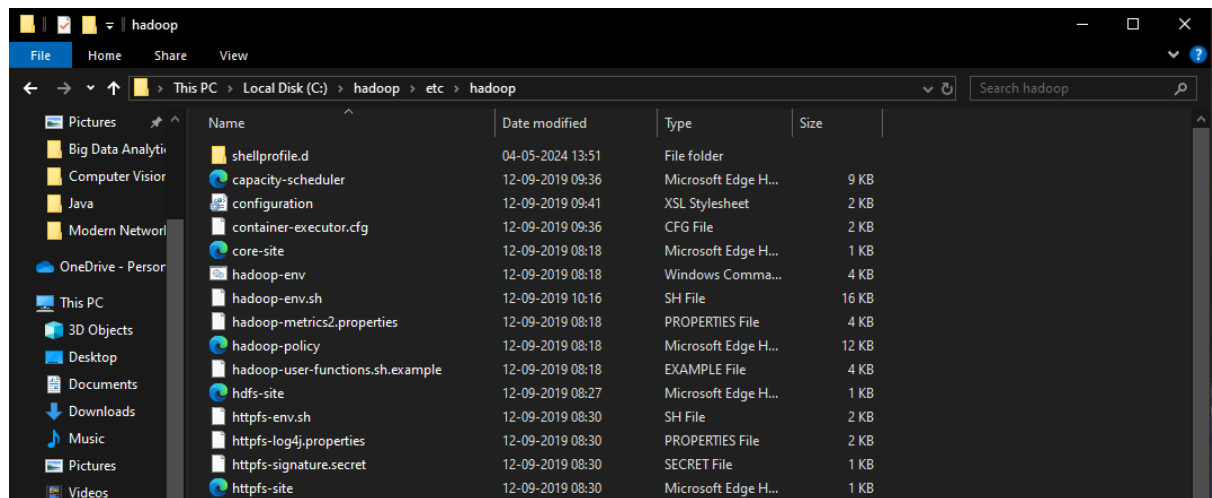 hadoop
File Home Share View
This PC > Local Disk (C:) > hadoop > etc > hadoop
Search hadoop
Name Date modified Type Size
Pictures
Big Data Analyti
Computer Vision
Java
Modern Network
OneDrive - Person
This PC
3D Objects
Desktop
Documents
Downloads
Music
Pictures
Videos
shellprofile.d 04-05-2024 13:51 File folder
capacity-scheduler 12-09-2019 09:36 Microsoft Edge H... 9 KB
configuration 12-09-2019 09:41 XSL Stylesheet 2 KB
container-executor.cfg 12-09-2019 09:36 CFG File 2 KB
core-site 12-09-2019 08:18 Microsoft Edge H... 1 KB
hadoop-env 12-09-2019 08:18 Windows Comma... 4 KB
hadoop-env.sh 12-09-2019 10:16 SH File 16 KB
hadoop-metrics2.properties 12-09-2019 08:18 PROPERTIES File 4 KB
hadoop-policy 12-09-2019 08:18 Microsoft Edge H... 12 KB
hadoop-user-functions.sh.example 12-09-2019 08:18 EXAMPLE File 4 KB
hdfs-site 12-09-2019 08:27 Microsoft Edge H... 1 KB
httpfs-env.sh 12-09-2019 08:30 SH File 2 KB
httpfs-log4j.properties 12-09-2019 08:30 PROPERTIES File 2 KB
httpfs-signature.secret 12-09-2019 08:30 SECRET File 1 KB
httpfs-site 12-09-2019 08:30 Microsoft Edge H... 1 KB